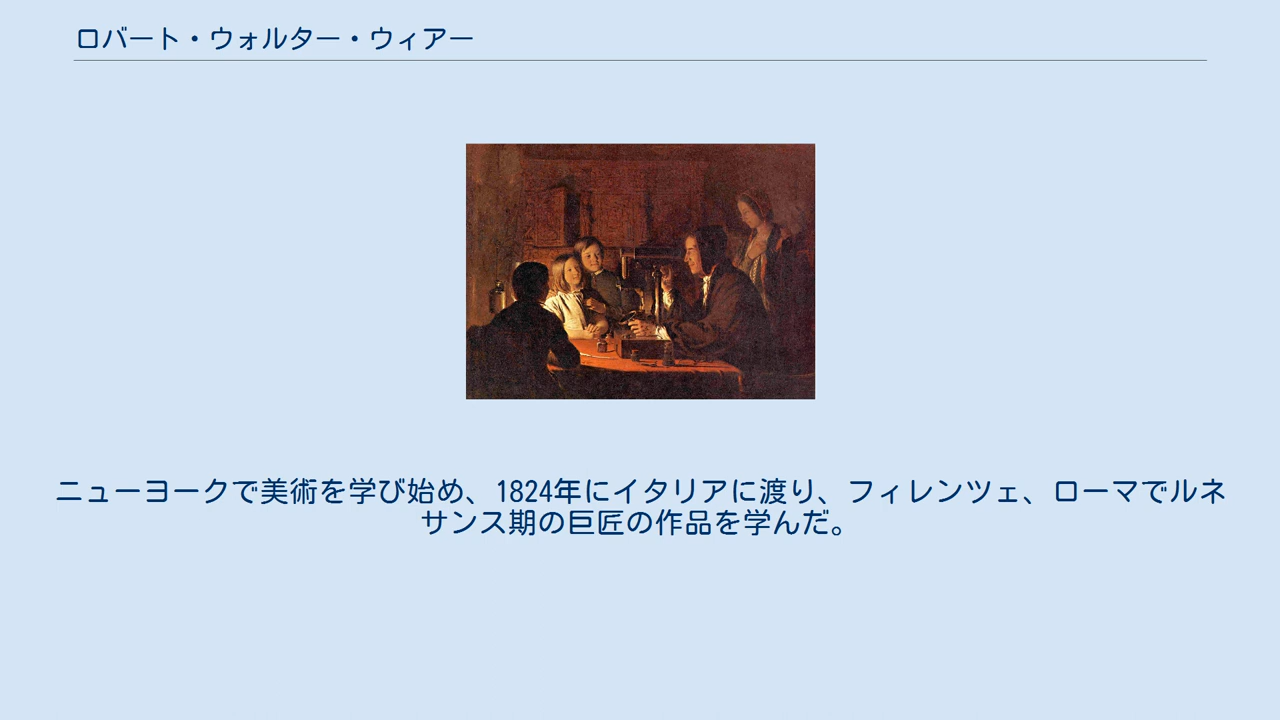 ロバート・ウォルター・ウィアー
ニューヨークで美術を学び始め、1824年にイタリアに渡り、フィレンツェ、ローマでルネ
サンス期の巨匠の作品を学んだ。